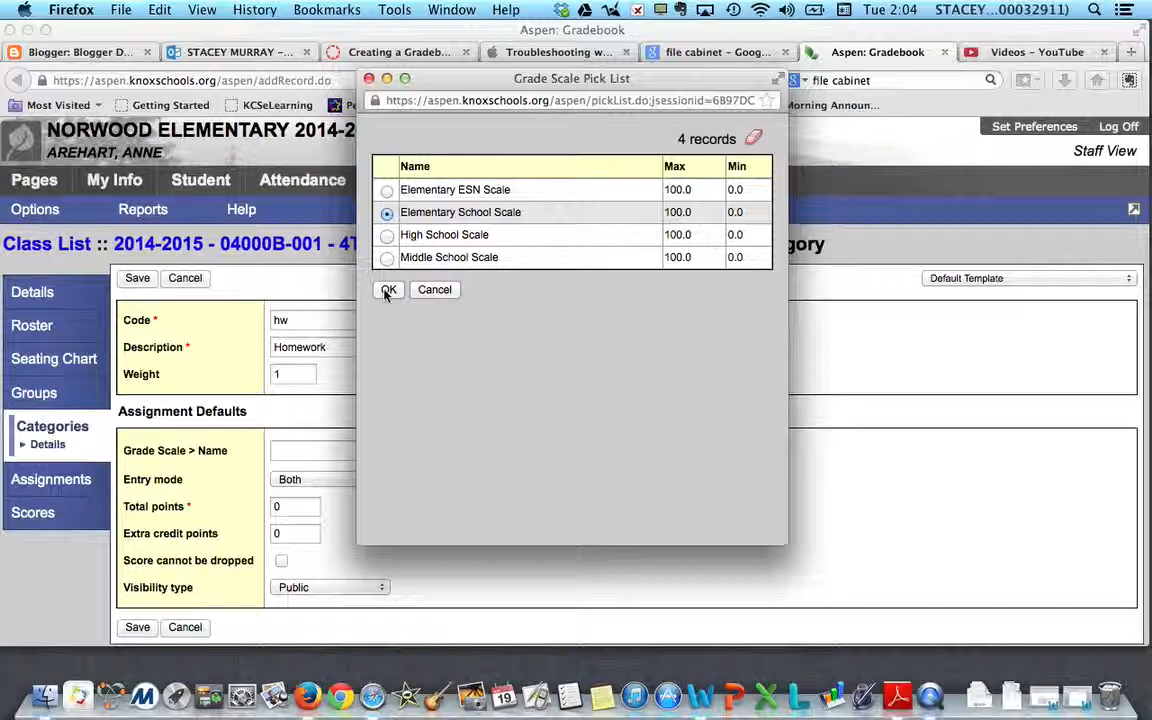 Firefox File Edit View History Bookmarks Tools Window Help Tue 2:04 STACEY...00032911)
Aspen: Gradebook
Blogger: Blogger D... STACEY MURRAY -... Creating a Gradeb... Troubleshooting w... file cabinet - Goog... Aspen: Gradebook Videos - YouTube
https://aspen.knoxschools.org/aspen/addRecord.do file cabinet
Most Visited Getting Started KCSeLearning Morning Announ...
NORWOOD ELEMENTARY 2014-2
AREHART, ANNE
Set Preferences Log Off
Staff View
Pages My Info Student Attendance
Options Reports Help
Class List :: 2014-2015 - 04000B-001 - 4T
gory
Details
Roster
Seating Chart
Groups
Categories
Details
Assignments
Scores
Save Cancel Default Template
Code * hw
Description * Homework
Weight 1
Assignment Defaults
Grade Scale > Name
Entry mode Both
Total points * 0
Extra credit points 0
Score cannot be dropped
Visibility type Public
Save Cancel
Grade Scale Pick List
https://aspen.knoxschools.org/aspen/pickList.do;jsessionid=6B97DC
4 records
Name Max Min
Elementary ESN Scale 100.0 0.0
Elementary School Scale 100.0 0.0
High School Scale 100.0 0.0
Middle School Scale 100.0 0.0
OK Cancel